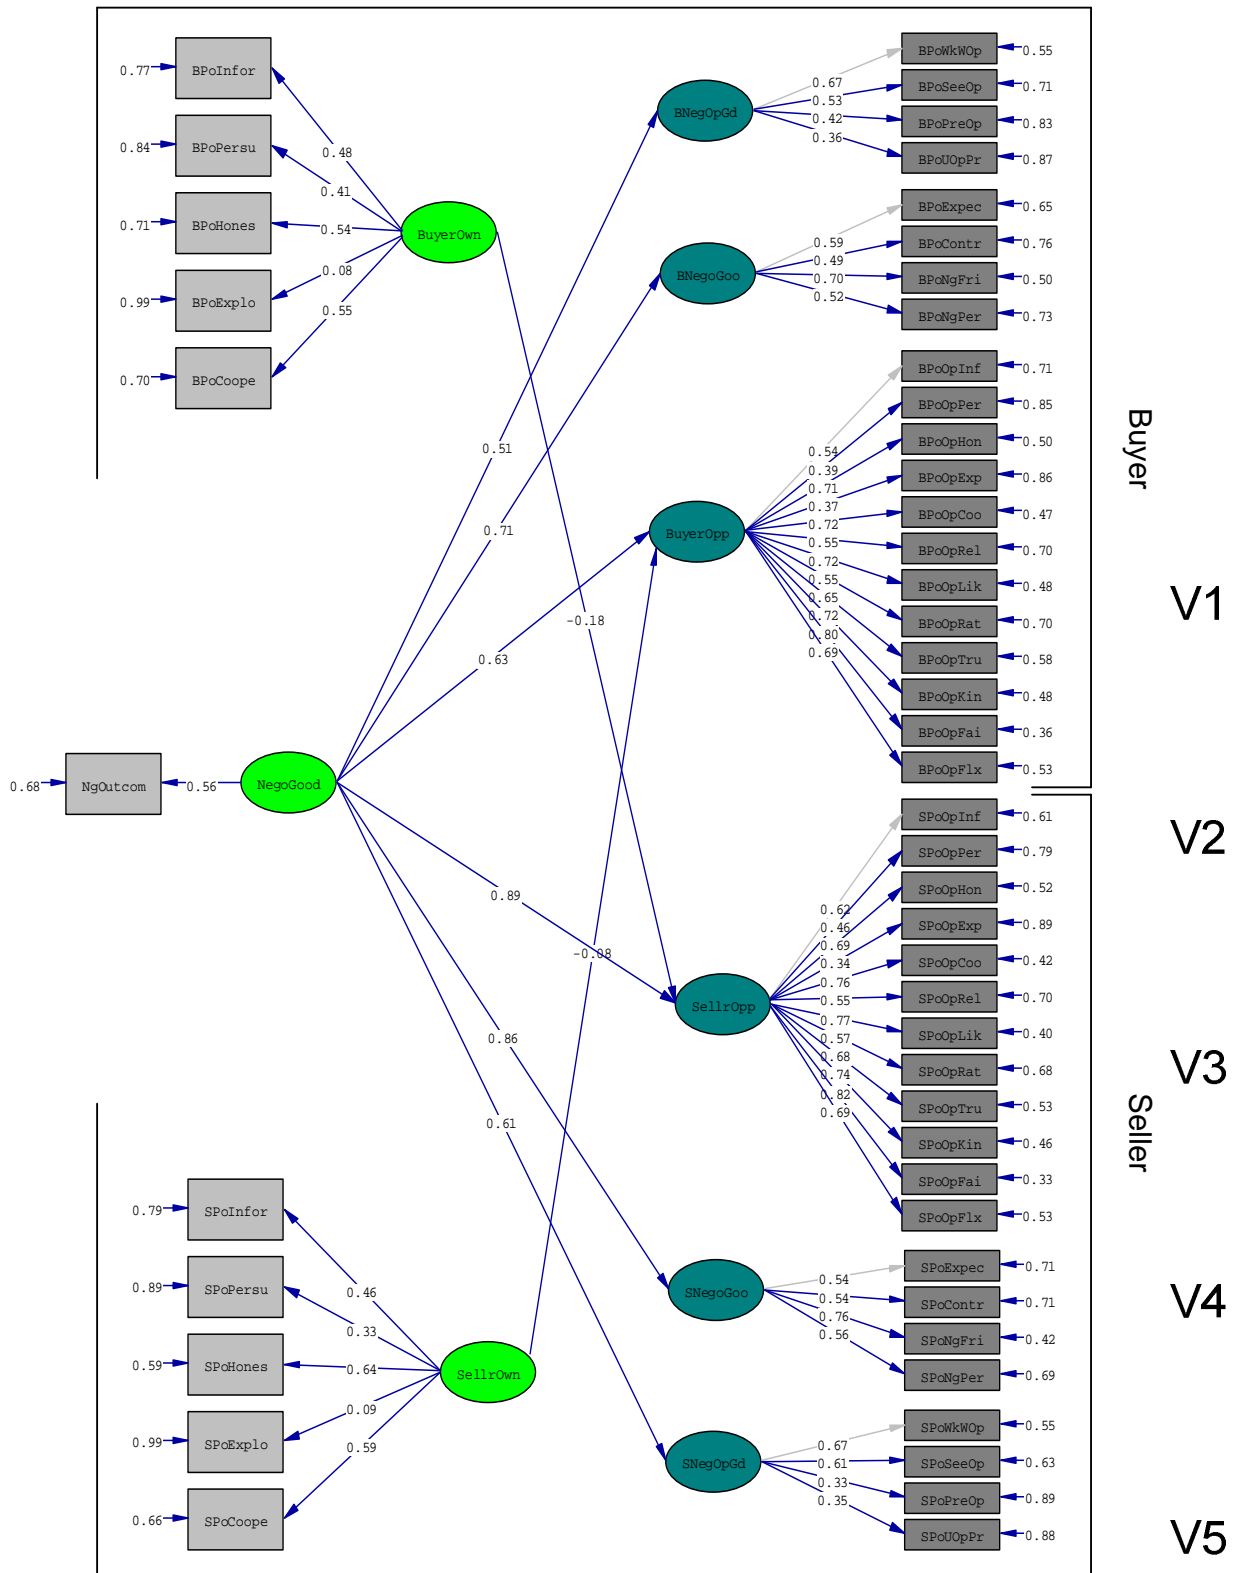 0.77 BPoInfor
0.84 BPoPersu
0.71 BPoHones
0.99 BPoExplo
0.70 BPoCoope
0.48
0.41
0.54
0.08
0.55
BuyerOwn
BNegOpGd
0.67
0.53
0.42
0.36
BPoWkWOp 0.55
BPoSeeOp 0.71
BPoPreOp 0.83
BPoUOpPr 0.87
BNegoGoo
0.59
0.49
0.70
0.52
BPoExpec 0.65
BPoContr 0.76
BPoNgFri 0.50
BPoNgPer 0.73
BuyerOpp
0.54
0.39
0.71
0.37
0.72
0.55
0.72
0.55
0.65
0.72
0.80
0.69
BPoOpInf 0.71
BPoOpPer 0.85
BPoOpHon 0.50
BPoOpExp 0.86
BPoOpCoo 0.47
BPoOpRel 0.70
BPoOpLik 0.48
BPoOpRat 0.70
BPoOpTru 0.58
BPoOpKin 0.48
BPoOpFai 0.36
BPoOpFlx 0.53
Buyer
0.51
0.71
-0.18
0.63
0.68 NgOutcom 0.56 NegoGood
0.89
-0.08
0.86
0.61
SellrOpp
0.62
0.46
0.69
0.34
0.76
0.55
0.77
0.57
0.68
0.74
0.82
0.69
SPoOpInf 0.61
SPoOpPer 0.79
SPoOpHon 0.52
SPoOpExp 0.89
SPoOpCoo 0.42
SPoOpRel 0.70
SPoOpLik 0.40
SPoOpRat 0.68
SPoOpTru 0.53
SPoOpKin 0.46
SPoOpFai 0.33
SPoOpFlx 0.53
Seller
0.79 SPoInfor
0.89 SPoPersu
0.59 SPoHones
0.99 SPoExplo
0.66 SPoCoope
0.46
0.33
0.64
0.09
0.59
SellrOwn
SNegoGoo
0.54
0.54
0.76
0.56
SPoExpec 0.71
SPoContr 0.71
SPoNgFri 0.42
SPoNgPer 0.69
SNegOpGd
0.67
0.61
0.33
0.35
SPoWkWOp 0.55
SPoSeeOp 0.63
SPoPreOp 0.89
SPoUOpPr 0.88
V1
V2
V3
V4
V5